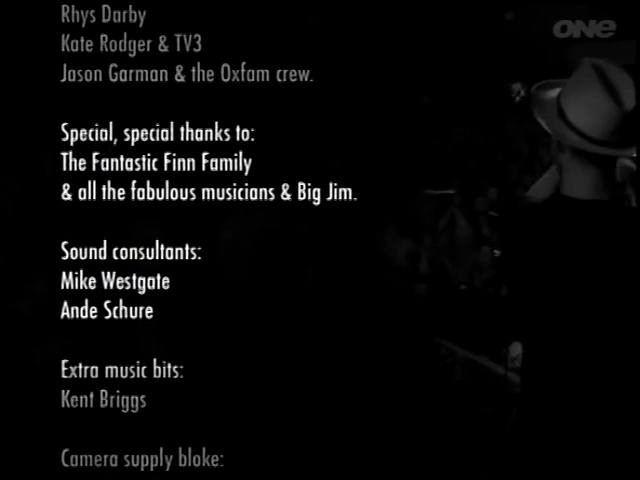 Rhys Darby
Kate Rodger & TV3
Jason Garman & the Oxfam crew.
Special, special thanks to:
The Fantastic Finn Family
& all the fabulous musicians & Big Jim.
Sound consultants:
Mike Westgate
Ande Schure
Extra music bits:
Kent Briggs
Camera supply bloke:
ONE